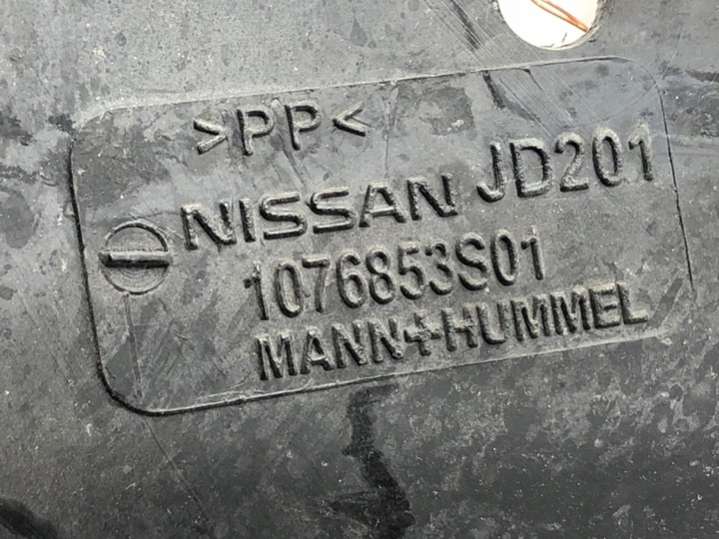 >PP<
NISSAN JD201
1076853S01
MANN+HUMMEL